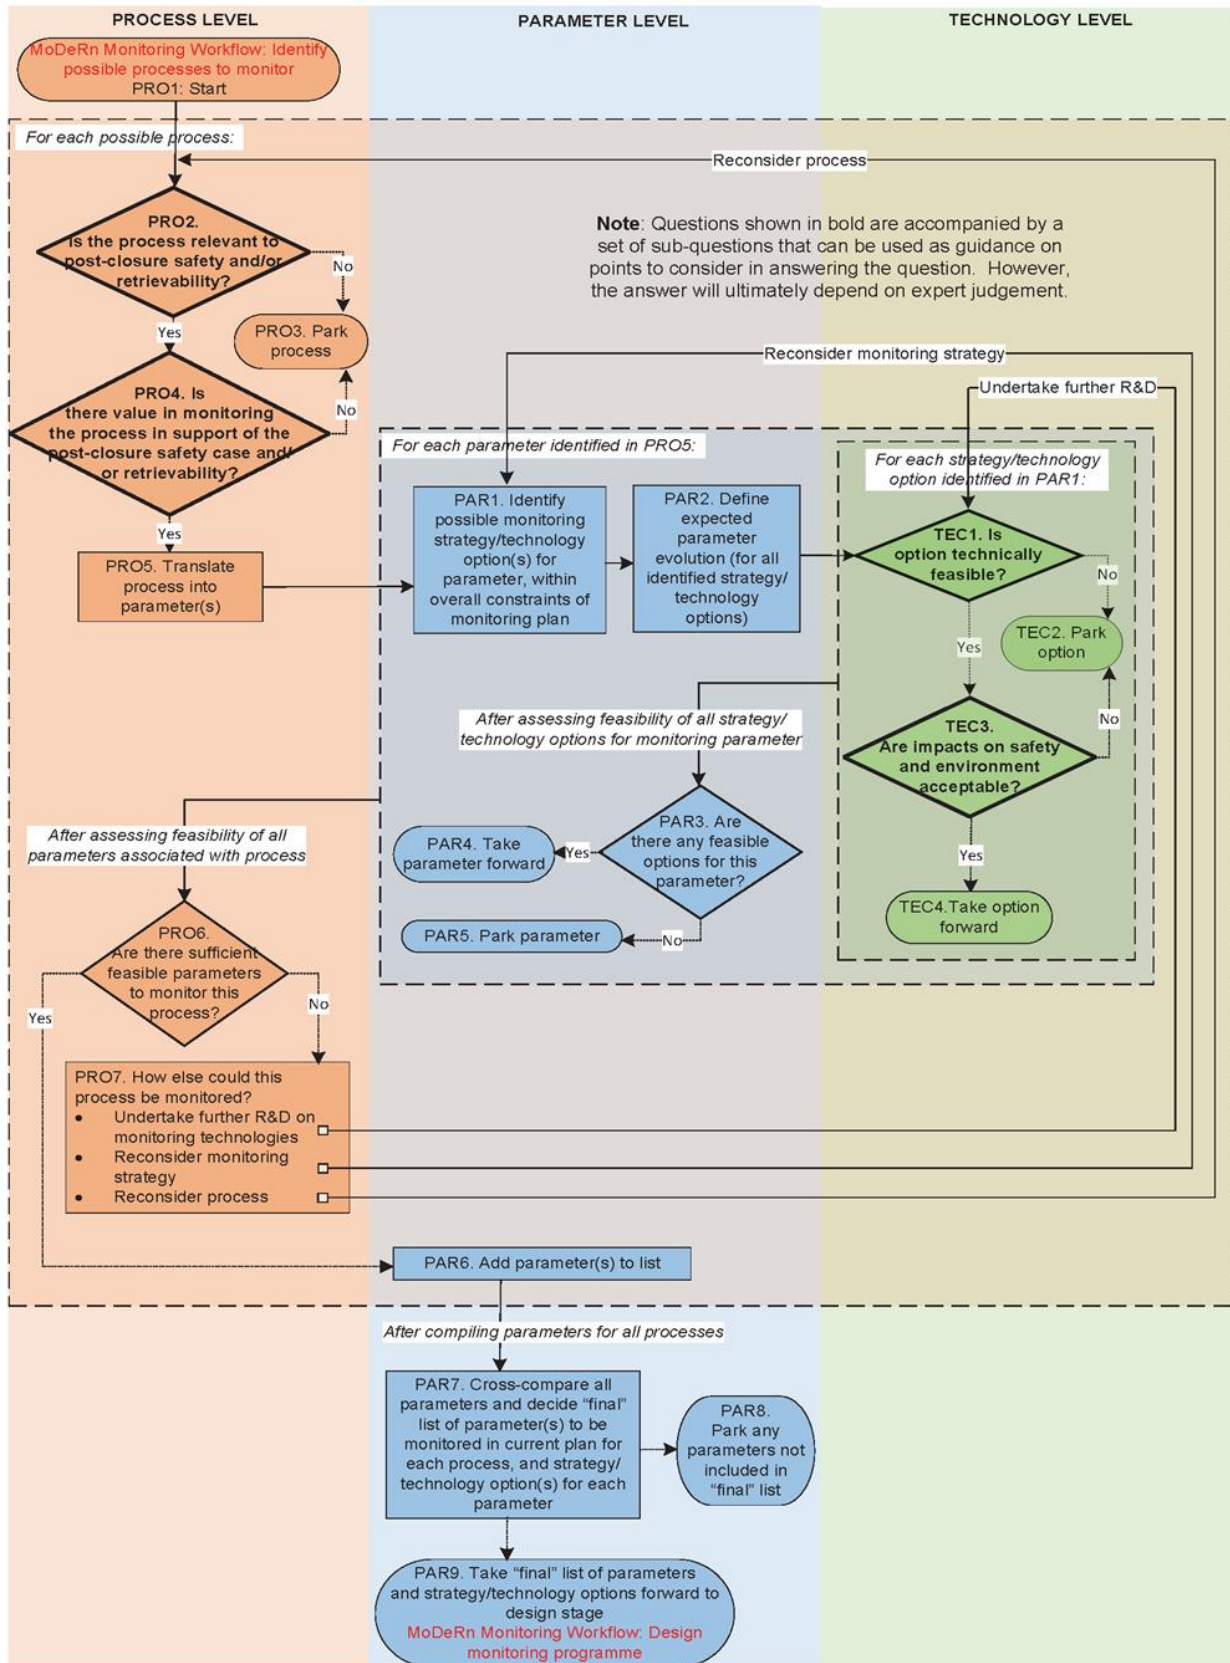 PROCESS LEVEL
PARAMETER LEVEL
TECHNOLOGY LEVEL
MoDeRn Monitoring Workflow: Identify
possible processes to monitor
PRO1: Start
For each possible process:
Reconsider process
PRO2.
Is the process relevant to
post-closure safety and/or
retrievability?
No
Yes
PRO3. Park
process
Note: Questions shown in bold are accompanied by a
set of sub-questions that can be used as guidance on
points to consider in answering the question.  However,
the answer will ultimately depend on expert judgement.
PRO4. Is
there value in monitoring
the process in support of the
post-closure safety case and/
or retrievability?
No
Yes
PRO5. Translate
process into
parameter(s)
Reconsider monitoring strategy
Undertake further R&D
For each parameter identified in PRO5:
PAR1. Identify
possible monitoring
strategy/technology
option(s) for
parameter, within
overall constraints of
monitoring plan
PAR2. Define
expected
parameter
evolution (for all
identified strategy/
technology
options)
For each strategy/technology
option identified in PAR1:
TEC1. Is
option technically
feasible?
No
Yes
TEC2. Park
option
No
TEC3.
Are impacts on safety
and environment
acceptable?
Yes
TEC4.Take option
forward
After assessing feasibility of all strategy/
technology options for monitoring parameter
PAR3. Are
there any feasible
options for this
parameter?
Yes
PAR4. Take
parameter forward
No
PAR5. Park parameter
After assessing feasibility of all
parameters associated with process
PRO6.
Are there sufficient
feasible parameters
to monitor this
process?
Yes
No
PRO7. How else could this
process be monitored?
• Undertake further R&D on
monitoring technologies
• Reconsider monitoring
strategy
• Reconsider process
PAR6. Add parameter(s) to list
After compiling parameters for all processes
PAR7. Cross-compare all
parameters and decide “final”
list of parameter(s) to be
monitored in current plan for
each process, and strategy/
technology option(s) for each
parameter
PAR8.
Park any
parameters not
included in
“final” list
PAR9. Take “final” list of parameters
and strategy/technology options forward to
design stage
MoDeRn Monitoring Workflow: Design
monitoring programme